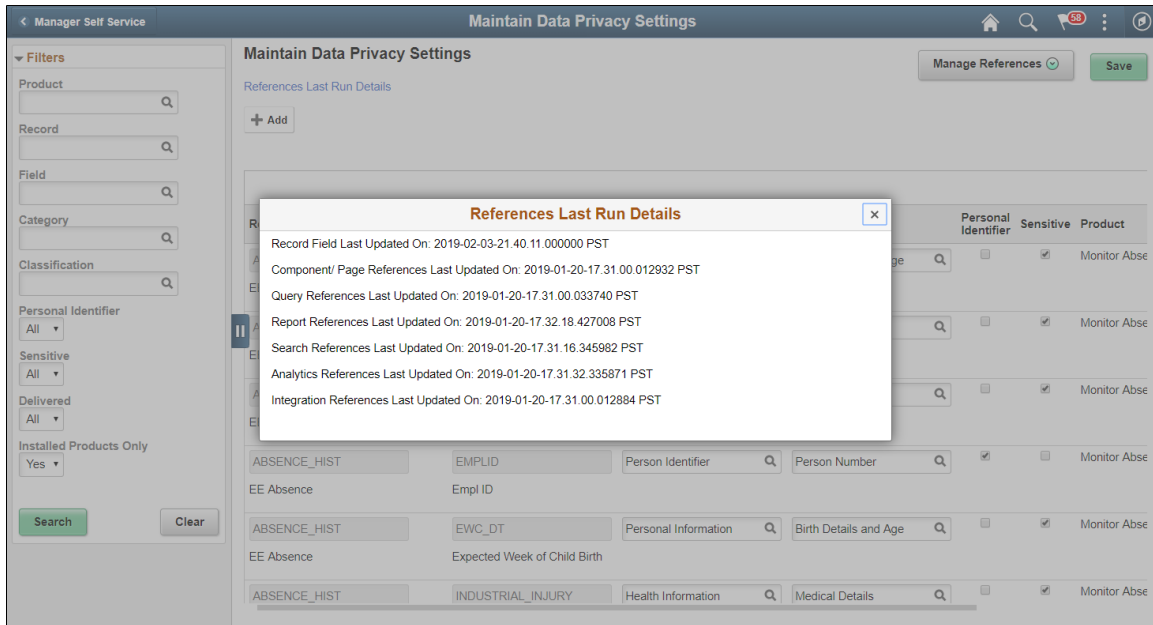 Manager Self Service
Maintain Data Privacy Settings
58
Filters
Product
Record
Field
Category
Classification
Personal Identifier
All
Sensitive
All
Delivered
All
Installed Products Only
Yes
Search Clear
Maintain Data Privacy Settings
References Last Run Details
Manage References
Save
Add
Personal Identifier Sensitive Product
Monitor Abse
Monitor Abse
Monitor Abse
References Last Run Details
Record Field Last Updated On: 2019-02-03-21.40.11.000000 PST
Component/ Page References Last Updated On: 2019-01-20-17.31.00.012932 PST
Query References Last Updated On: 2019-01-20-17.31.00.033740 PST
Report References Last Updated On: 2019-01-20-17.32.18.427008 PST
Search References Last Updated On: 2019-01-20-17.31.16.345982 PST
Analytics References Last Updated On: 2019-01-20-17.31.32.335871 PST
Integration References Last Updated On: 2019-01-20-17.31.00.012884 PST
ABSENCE_HIST EMPLID Person Identifier Person Number Monitor Abse
EE Absence Empl ID
ABSENCE_HIST EWC_DT Personal Information Birth Details and Age Monitor Abse
EE Absence Expected Week of Child Birth
ABSENCE_HIST INDUSTRIAL_INJURY Health Information Medical Details Monitor Abse